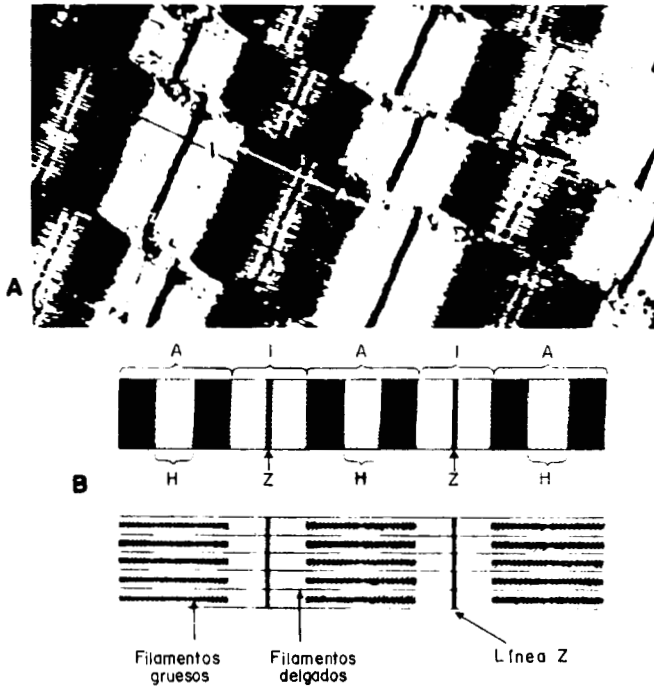 I
A
A
A I A I A
H Z H Z H
B
Filamentos gruesos
Filamentos delgados
Línea Z